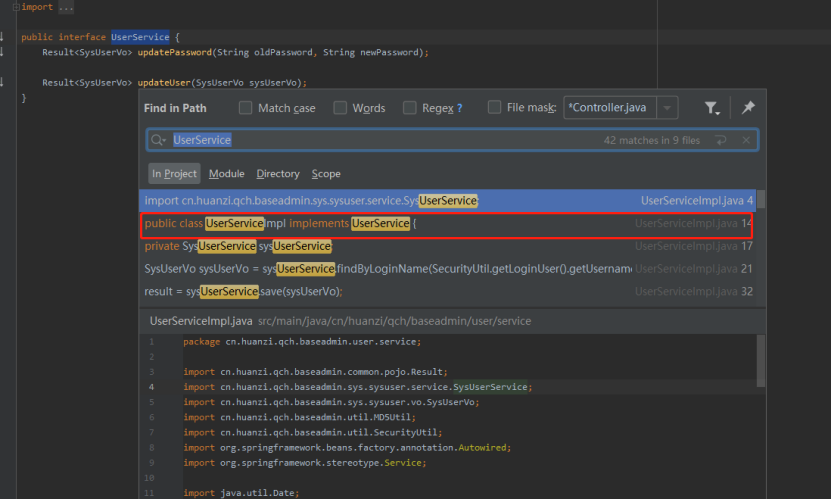 import ...
public interface UserService {
Result<SysUserVo> updatePassword(String oldPassword, String newPassword);
Result<SysUserVo> updateUser(SysUserVo sysUserVo);
}
Find in Path Match case Words Regex ? File mask: *Controller.java
UserService 42 matches in 9 files
In Project Module Directory Scope
import cn.huanzi.qch.baseadmin.sys.sysuser.service.SysUserService; UserServiceImpl.java 4
public class UserServiceImpl implements UserService { UserServiceImpl.java 14
private SysUserService sysUserService; UserServiceImpl.java 17
SysUserVo sysUserVo = sysUserService.findByLoginName(SecurityUtil.getLoginUser().getUsername UserServiceImpl.java 21
result = sysUserService.save(sysUserVo); UserServiceImpl.java 32
UserServiceImpl.java src/main/java/cn/huanzi/qch/baseadmin/user/service
1 package cn.huanzi.qch.baseadmin.user.service;
2
3 import cn.huanzi.qch.baseadmin.common.pojo.Result;
4 import cn.huanzi.qch.baseadmin.sys.sysuser.service.SysUserService;
5 import cn.huanzi.qch.baseadmin.sys.sysuser.vo.SysUserVo;
6 import cn.huanzi.qch.baseadmin.util.MD5Util;
7 import cn.huanzi.qch.baseadmin.util.SecurityUtil;
8 import org.springframework.beans.factory.annotation.Autowired;
9 import org.springframework.stereotype.Service;
10
11 import java.util.Date;